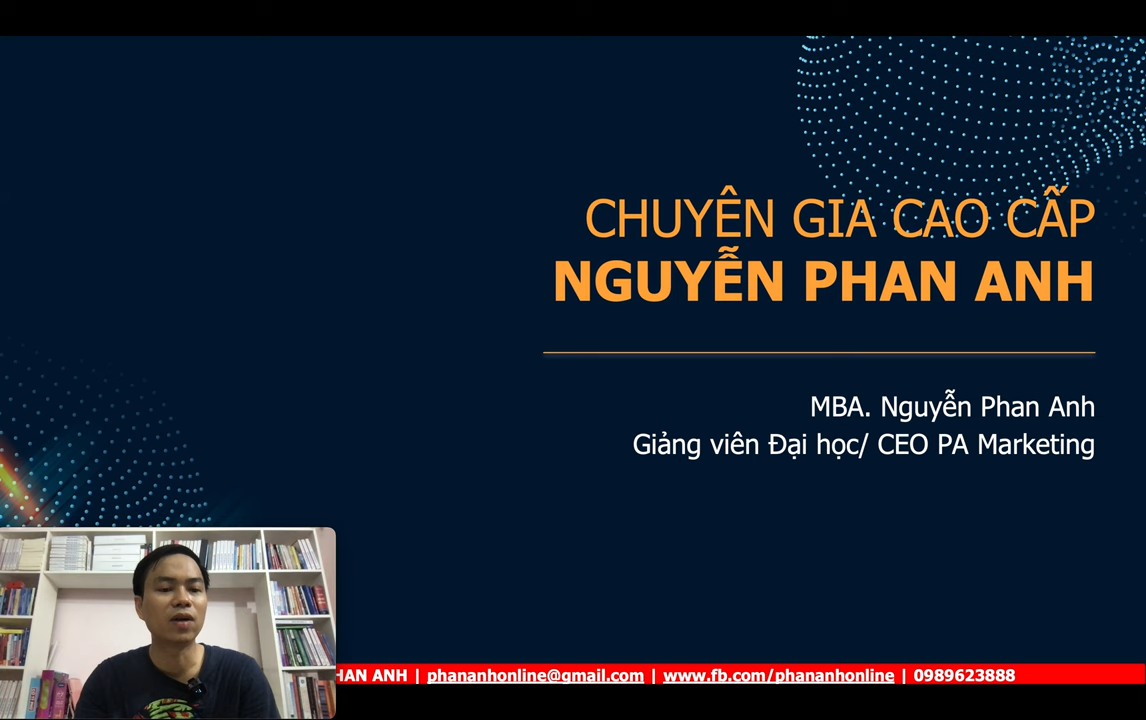 CHUYÊN GIA CAO CẤP
NGUYỄN PHAN ANH
MBA. Nguyễn Phan Anh
Giảng viên Đại học/ CEO PA Marketing
HAN ANH | phananhonline@gmail.com | www.fb.com/phananhonline | 0989623888